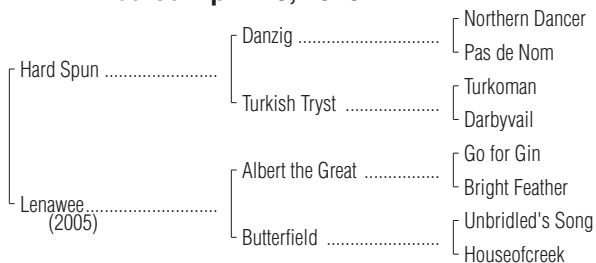 Northern Dancer
Danzig ..........................................
Pas de Nom
Hard Spun .................................
Turkoman
Turkish Tryst ............................
Darbyvail
Go for Gin
Albert the Great ......................
Bright Feather
Lenawee.......................................
(2005)
Unbridled's Song
Butterfield .................................
Houseofcreek